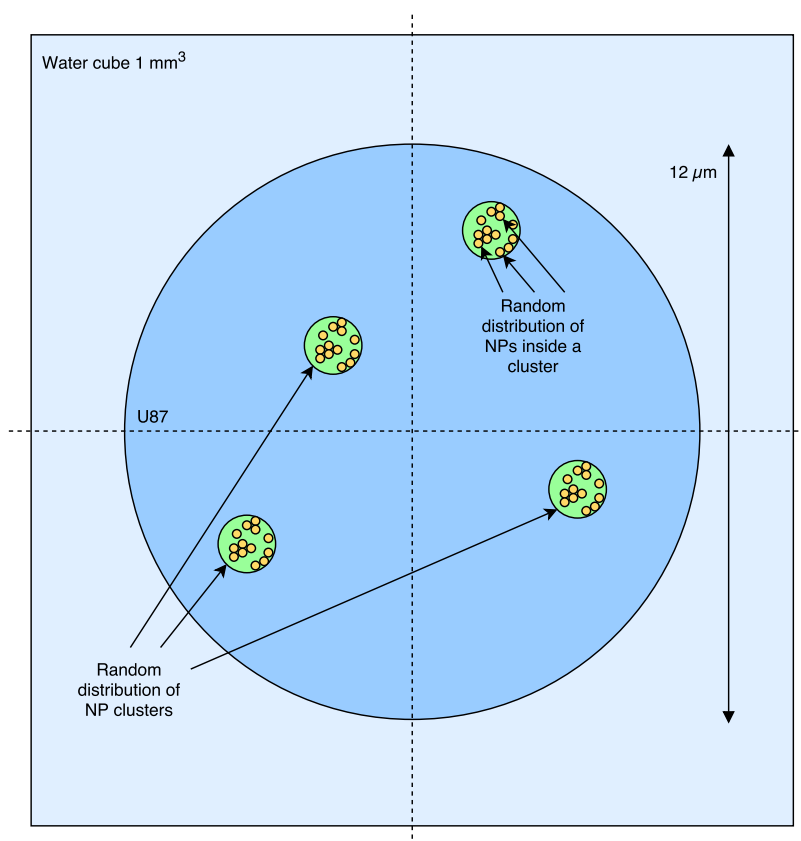 Water cube 1 mm³
12 µm
Random
distribution of
NPs inside a
cluster
U87
Random
distribution of
NP clusters